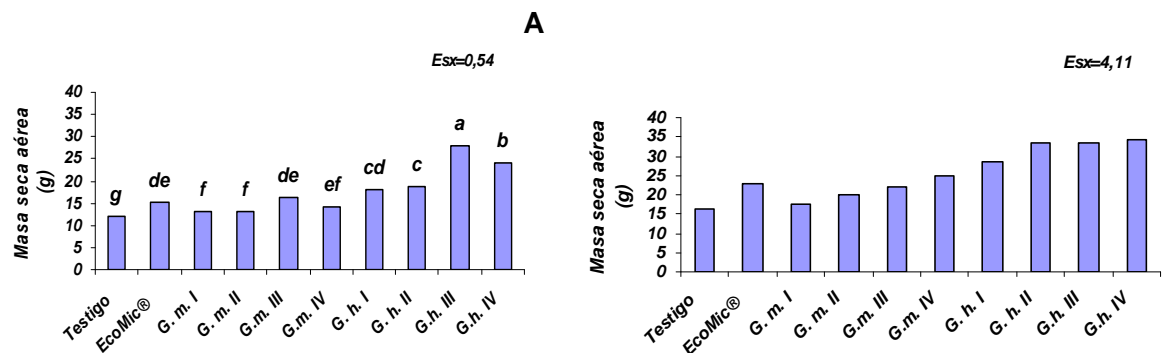 A
Esx=0,54
Masa seca aérea
(g)
40
35
30
25
20
15
10
5
0
g
de
f
f
de
ef
cd
c
a
b
Testigo
EcoMic®
G. m. I
G. m. II
G.m. III
G.m. IV
G. h. I
G. h. II
G.h. III
G.h. IV
Esx=4,11
Masa seca aérea
(g)
40
35
30
25
20
15
10
5
0
Testigo
EcoMic®
G. m. I
G. m. II
G.m. III
G.m. IV
G. h. I
G. h. II
G.h. III
G.h. IV